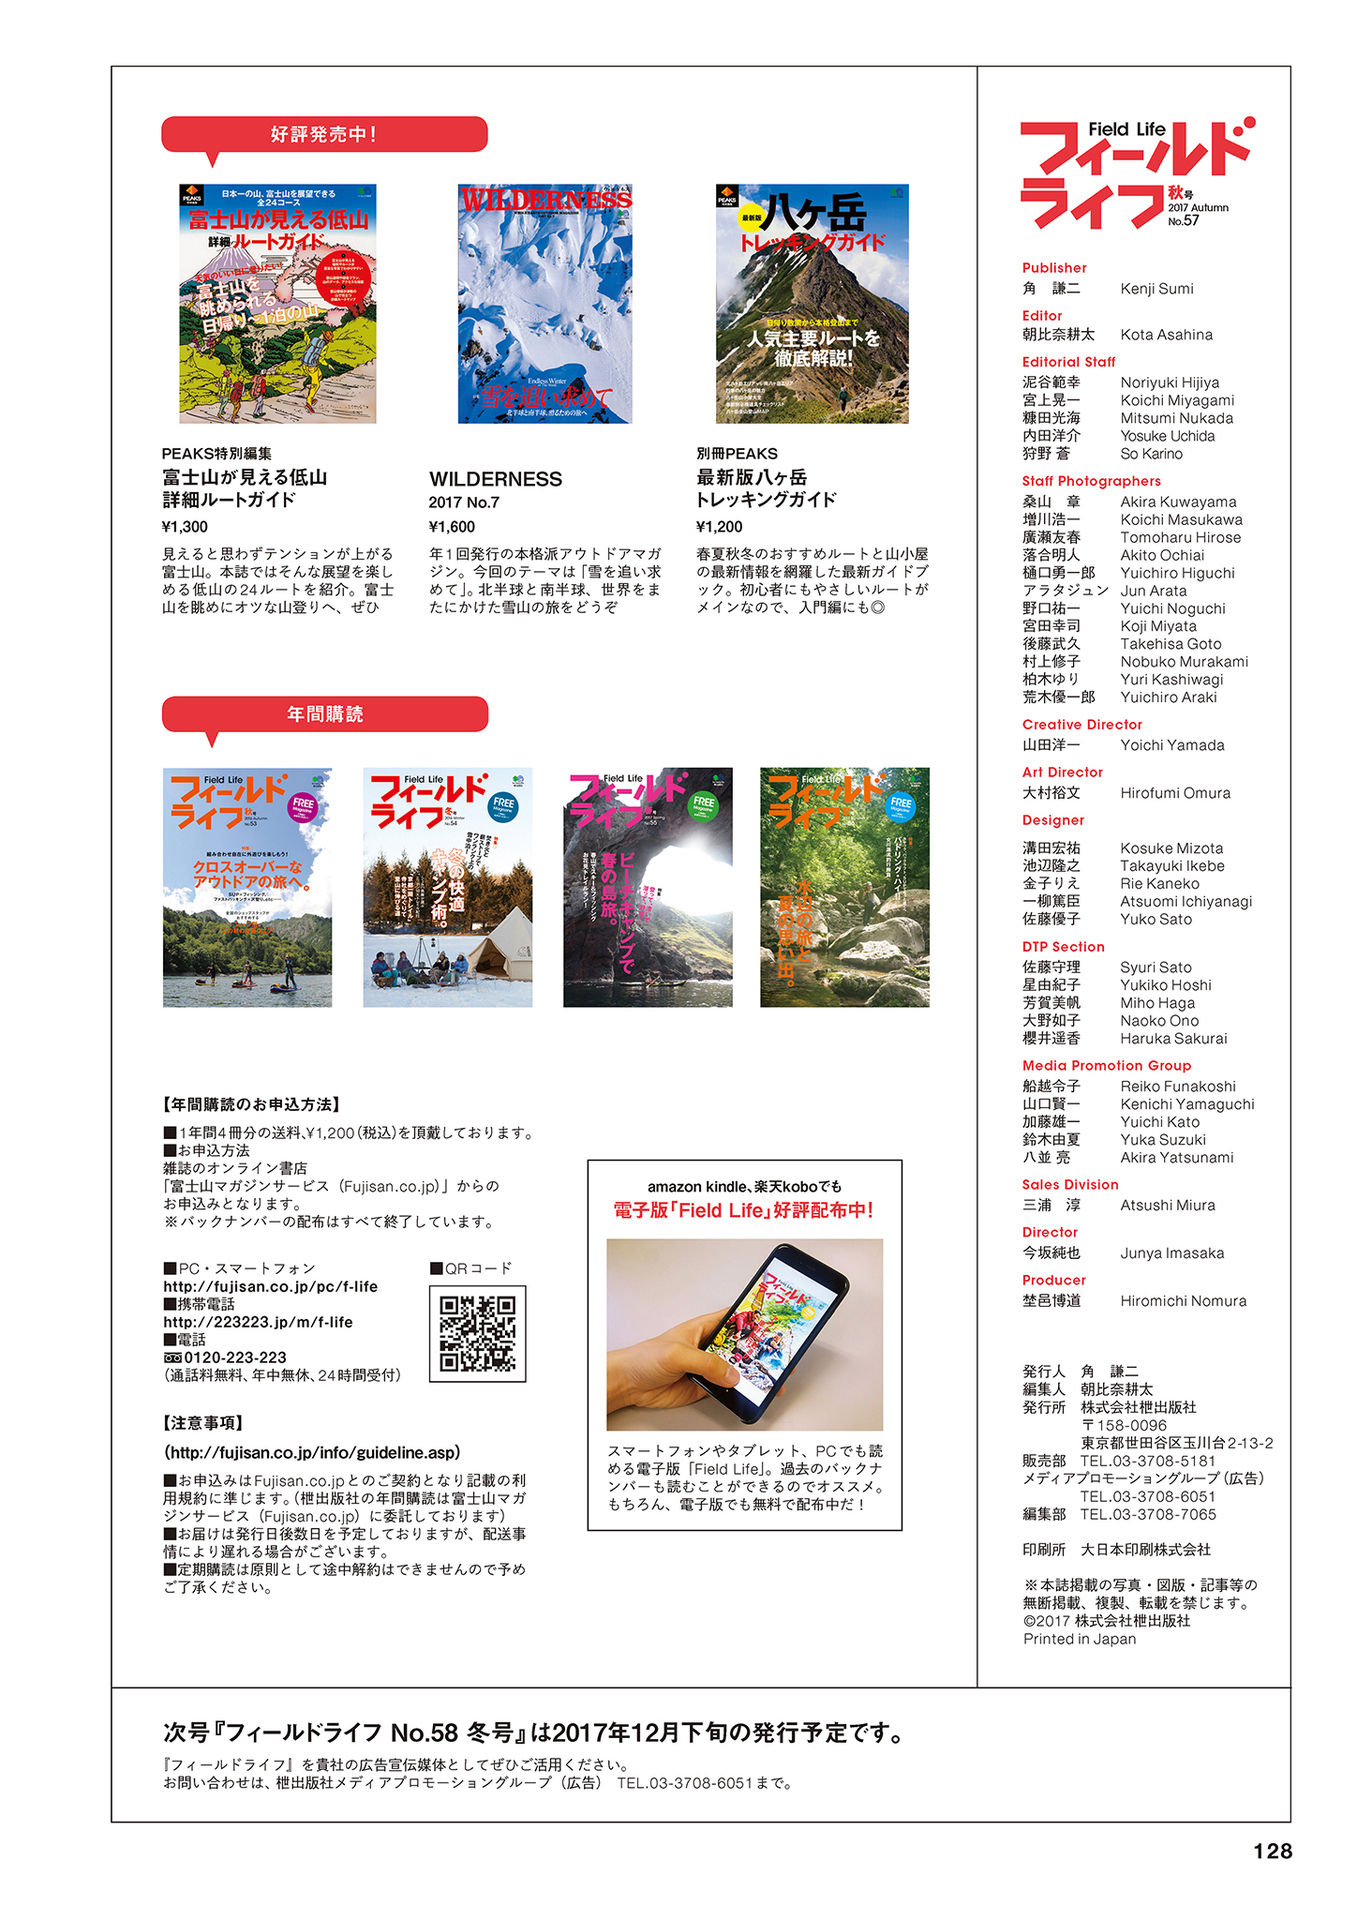 好評発売中！
PEAKS
日本一の山、富士山を展望できる
全24コース
富士山が見える低山
詳細ルートガイド
天気のいい日に登りたい！
富士山を
眺められる
日帰り〜1泊の山
WILDERNESS
Endless Winter
雪を追い求めて
北半球と南半球、滑るための旅へ
PEAKS
最新版
八ヶ岳
トレッキングガイド
日帰り散策から本格登山まで
人気主要ルートを
徹底解説！
PEAKS特別編集
富士山が見える低山
詳細ルートガイド
¥1,300
見えると思わずテンションが上がる
富士山。本誌ではそんな展望を楽し
める低山の24ルートを紹介。富士
山を眺めにオツな山登りへ、ぜひ
WILDERNESS
2017 No.7
¥1,600
年1回発行の本格派アウトドアマガ
ジン。今回のテーマは「雪を追い求
めて」。北半球と南半球、世界をま
たにかけた雪山の旅をどうぞ
別冊PEAKS
最新版八ヶ岳
トレッキングガイド
¥1,200
春夏秋冬のおすすめルートと山小屋
の最新情報を網羅した最新ガイドブ
ック。初心者にもやさしいルートが
メインなので、入門編にも◎
年間購読
Field Life
フィールド
ライフ
秋号
2016 Autumn
No.53
FREE
Magazine
組み合わせ自在に外遊びを楽しもう！
クロスオーバーな
アウトドアの旅へ。
Field Life
フィールド
ライフ
冬号
No.54
FREE
Magazine
冬の快適
キャンプ術。
Field Life
フィールド
ライフ
春号
2017 Spring
No.55
FREE
Magazine
ビーチキャンプで
春の島旅。
Field Life
フィールド
ライフ
FREE
Magazine
水辺の旅と
夏の思い出。
【年間購読のお申込方法】
■1年間4冊分の送料、¥1,200（税込）を頂戴しております。
■お申込方法
雑誌のオンライン書店
「富士山マガジンサービス（Fujisan.co.jp）」からの
お申込みとなります。
※バックナンバーの配布はすべて終了しています。
■PC・スマートフォン
http://fujisan.co.jp/pc/f-life
■携帯電話
http://223223.jp/m/f-life
■電話
0120-223-223
（通話料無料、年中無休、24時間受付）
■QRコード
【注意事項】
（http://fujisan.co.jp/info/guideline.asp）
■お申込みはFujisan.co.jpとのご契約となり記載の利
用規約に準じます。（枻出版社の年間購読は富士山マガ
ジンサービス（Fujisan.co.jp）に委託しております）
■お届けは発行日後数日を予定しておりますが、配送事
情により遅れる場合がございます。
■定期購読は原則として途中解約はできませんので予め
ご了承ください。
amazon kindle、楽天koboでも
電子版「Field Life」好評配布中！
フィールド
ライフ
スマートフォンやタブレット、PCでも読
める電子版「Field Life」。過去のバックナ
ンバーも読むことができるのでオススメ。
もちろん、電子版でも無料で配布中だ！
Field Life
フィールド
ライフ
秋号
2017 Autumn
No.57
Publisher
角　謙二 Kenji Sumi
Editor
朝比奈耕太 Kota Asahina
Editorial Staff
泥谷範幸 Noriyuki Hijiya
宮上晃一 Koichi Miyagami
糠田光海 Mitsumi Nukada
内田洋介 Yosuke Uchida
狩野 蒼 So Karino
Staff Photographers
桑山　章 Akira Kuwayama
増川浩一 Koichi Masukawa
廣瀬友春 Tomoharu Hirose
落合明人 Akito Ochiai
樋口勇一郎 Yuichiro Higuchi
アラタジュン Jun Arata
野口祐一 Yuichi Noguchi
宮田幸司 Koji Miyata
後藤武久 Takehisa Goto
村上修子 Nobuko Murakami
柏木ゆり Yuri Kashiwagi
荒木優一郎 Yuichiro Araki
Creative Director
山田洋一 Yoichi Yamada
Art Director
大村裕文 Hirofumi Omura
Designer
溝田宏祐 Kosuke Mizota
池辺隆之 Takayuki Ikebe
金子りえ Rie Kaneko
一柳篤臣 Atsuomi Ichiyanagi
佐藤優子 Yuko Sato
DTP Section
佐藤守理 Syuri Sato
星由紀子 Yukiko Hoshi
芳賀美帆 Miho Haga
大野如子 Naoko Ono
櫻井遥香 Haruka Sakurai
Media Promotion Group
船越令子 Reiko Funakoshi
山口賢一 Kenichi Yamaguchi
加藤雄一 Yuichi Kato
鈴木由夏 Yuka Suzuki
八並 亮 Akira Yatsunami
Sales Division
三浦　淳 Atsushi Miura
Director
今坂純也 Junya Imasaka
Producer
埜邑博道 Hiromichi Nomura
発行人　角　謙二
編集人　朝比奈耕太
発行所　株式会社枻出版社
〒158-0096
東京都世田谷区玉川台2-13-2
販売部　TEL.03-3708-5181
メディアプロモーショングループ（広告）
TEL.03-3708-6051
編集部　TEL.03-3708-7065
印刷所　大日本印刷株式会社
※本誌掲載の写真・図版・記事等の
無断掲載、複製、転載を禁じます。
©2017 株式会社枻出版社
Printed in Japan
次号『フィールドライフ No.58 冬号』は2017年12月下旬の発行予定です。
『フィールドライフ』を貴社の広告宣伝媒体としてぜひご活用ください。
お問い合わせは、枻出版社メディアプロモーショングループ（広告）　TEL.03-3708-6051まで。
128